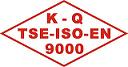 K - Q
TSE-ISO-EN
9000